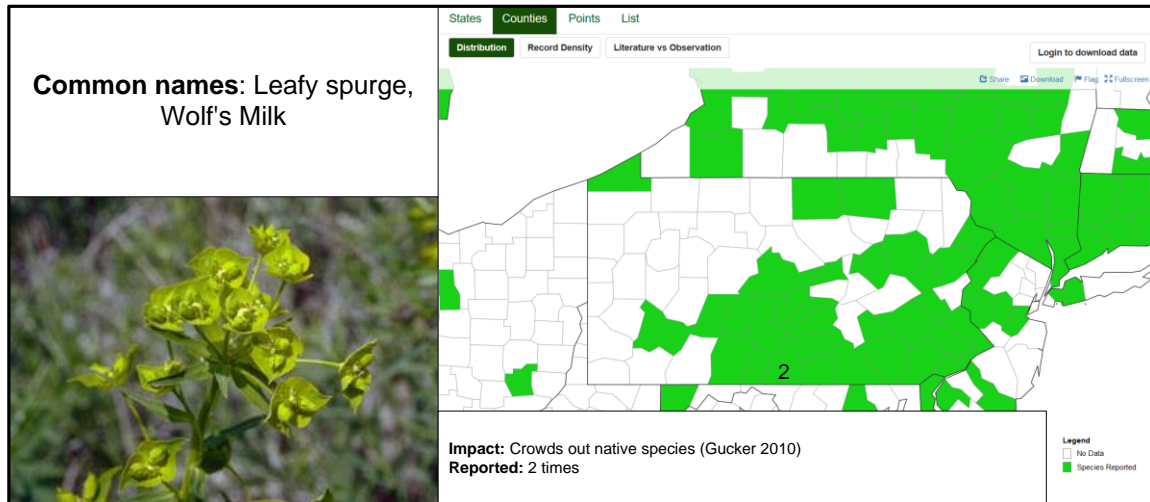 Common names: Leafy spurge,
Wolf's Milk
States Counties Points List
Distribution Record Density Literature vs Observation
Login to download data
Share Download Flag Fullscreen
2
Impact: Crowds out native species (Gucker 2010)
Reported: 2 times
Legend
No Data
Species Reported